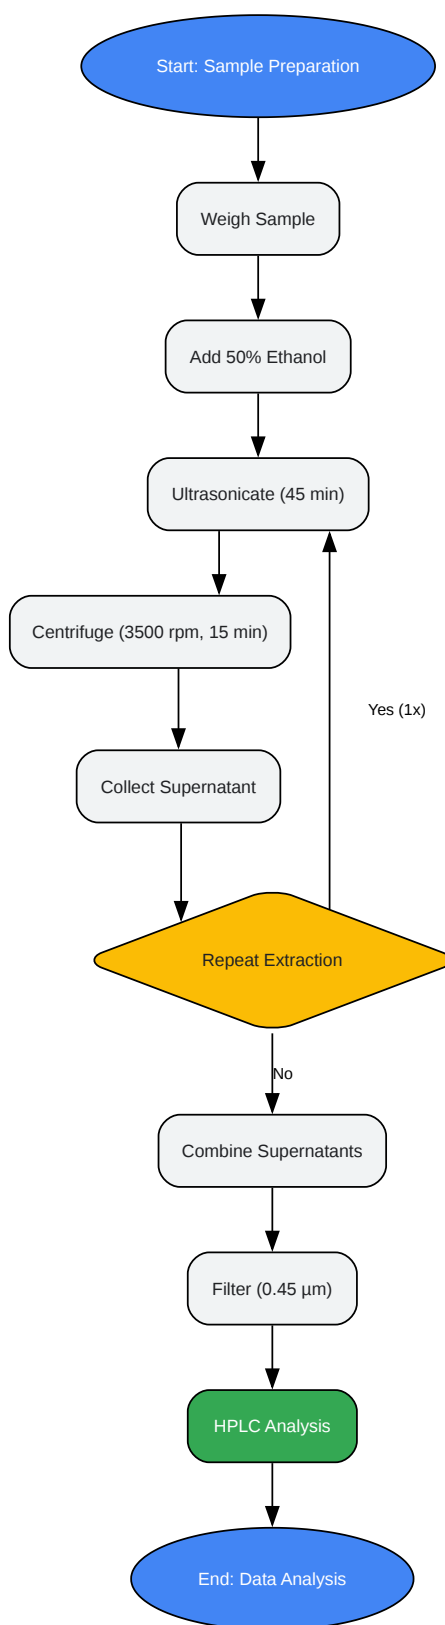 Start: Sample Preparation
Weigh Sample
Add 50% Ethanol
Ultrasonicate (45 min)
Centrifuge (3500 rpm, 15 min)
Yes (1x)
Collect Supernatant
Repeat Extraction
No
Combine Supernatants
Filter (0.45 µm)
HPLC Analysis
End: Data Analysis